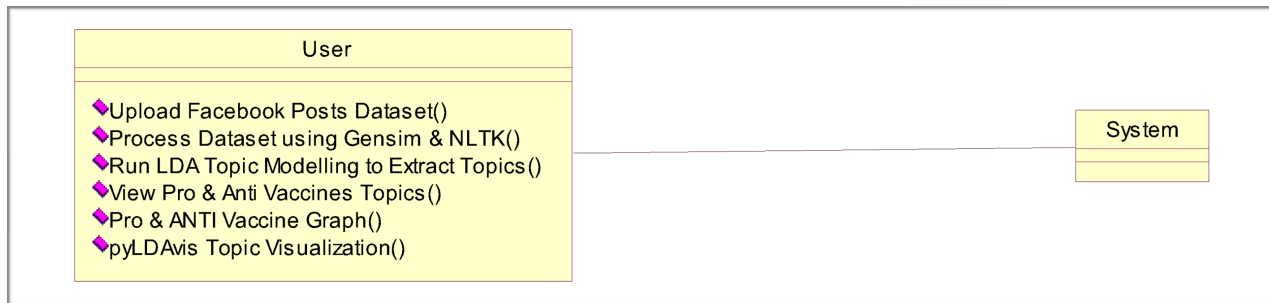 User
Upload Facebook Posts Dataset()
Process Dataset using Gensim & NLTK()
Run LDA Topic Modelling to Extract Topics()
View Pro & Anti Vaccines Topics()
Pro & ANTI Vaccine Graph()
pyLDAvis Topic Visualization()
System